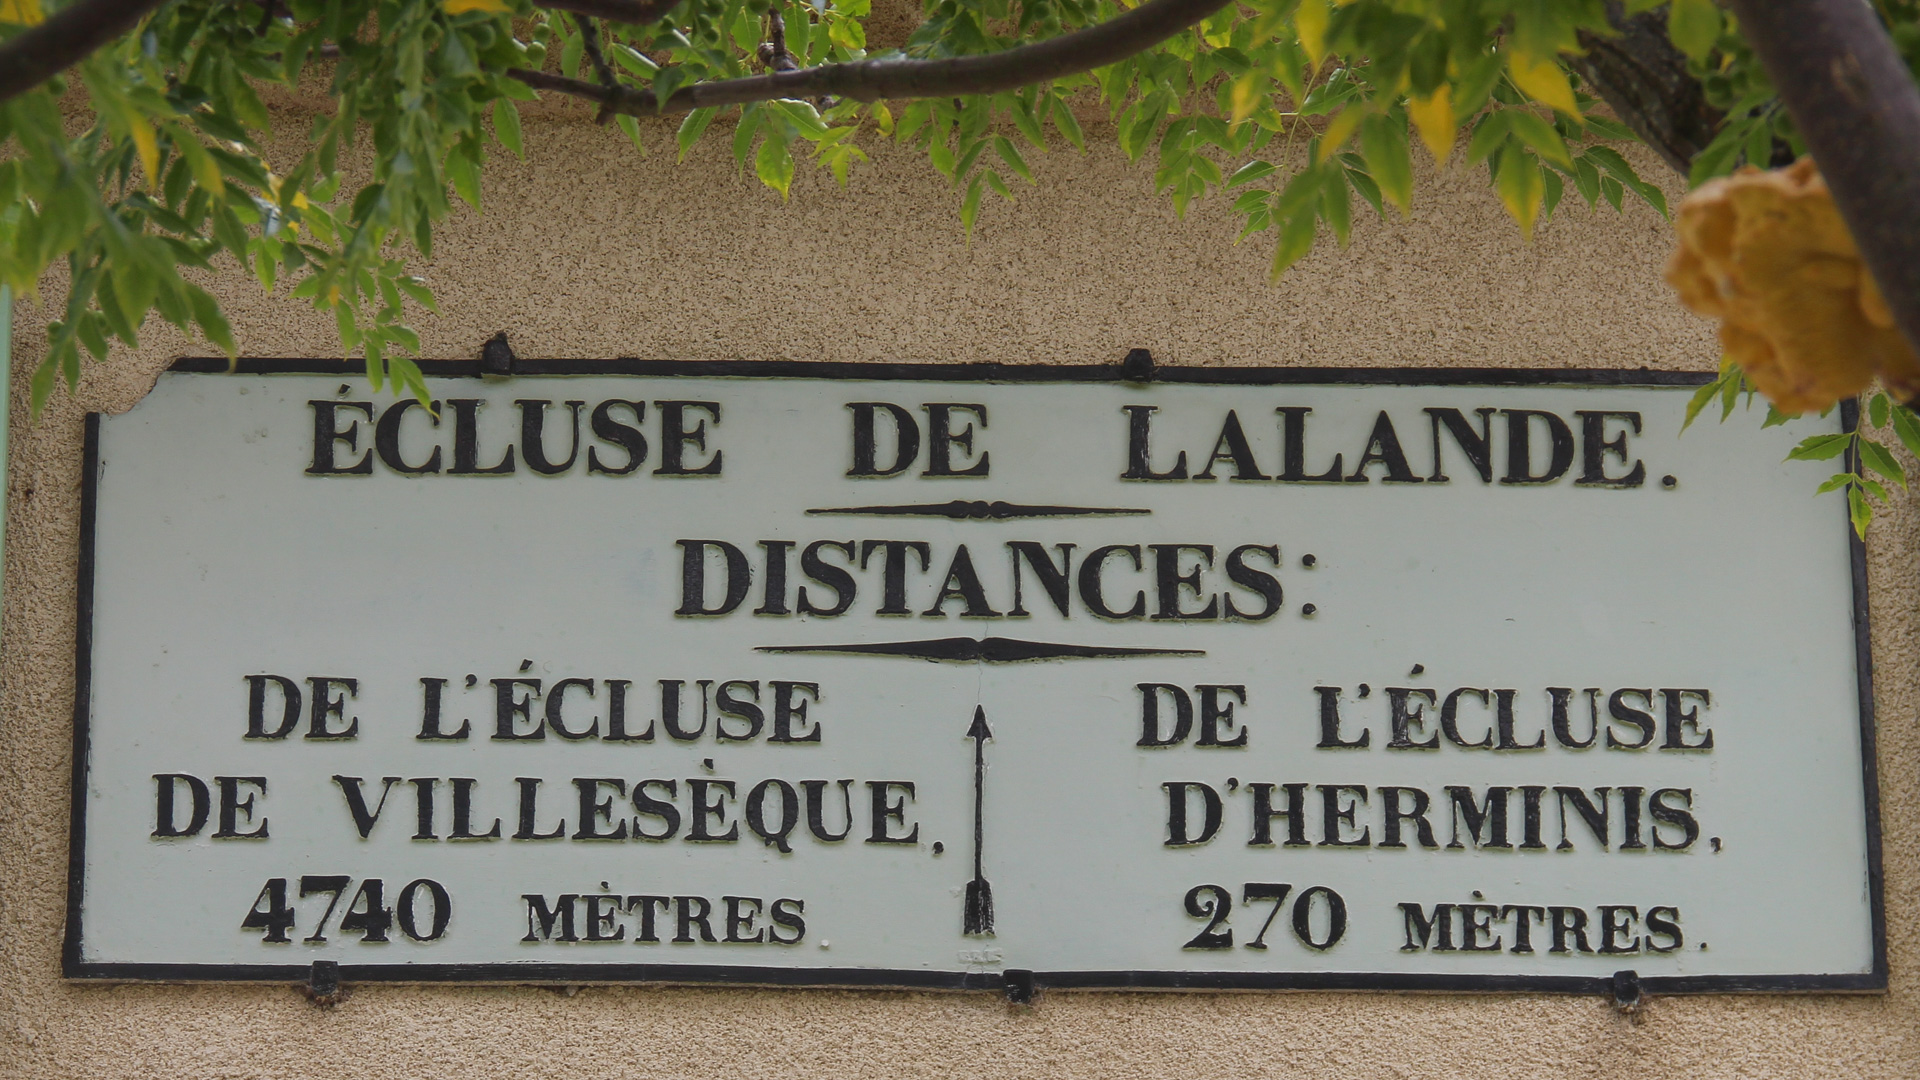 ÉCLUSE DE LALANDE.
DISTANCES:
DE L'ÉCLUSE
DE VILLESÈQUE,
4740 MÈTRES
DE L'ÉCLUSE
D'HERMINIS,
270 MÈTRES.